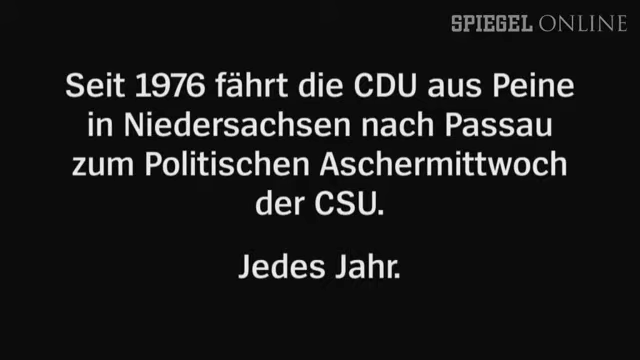 SPIEGEL ONLINE
Seit 1976 fährt die CDU aus Peine
in Niedersachsen nach Passau
zum Politischen Aschermittwoch
der CSU.
Jedes Jahr.